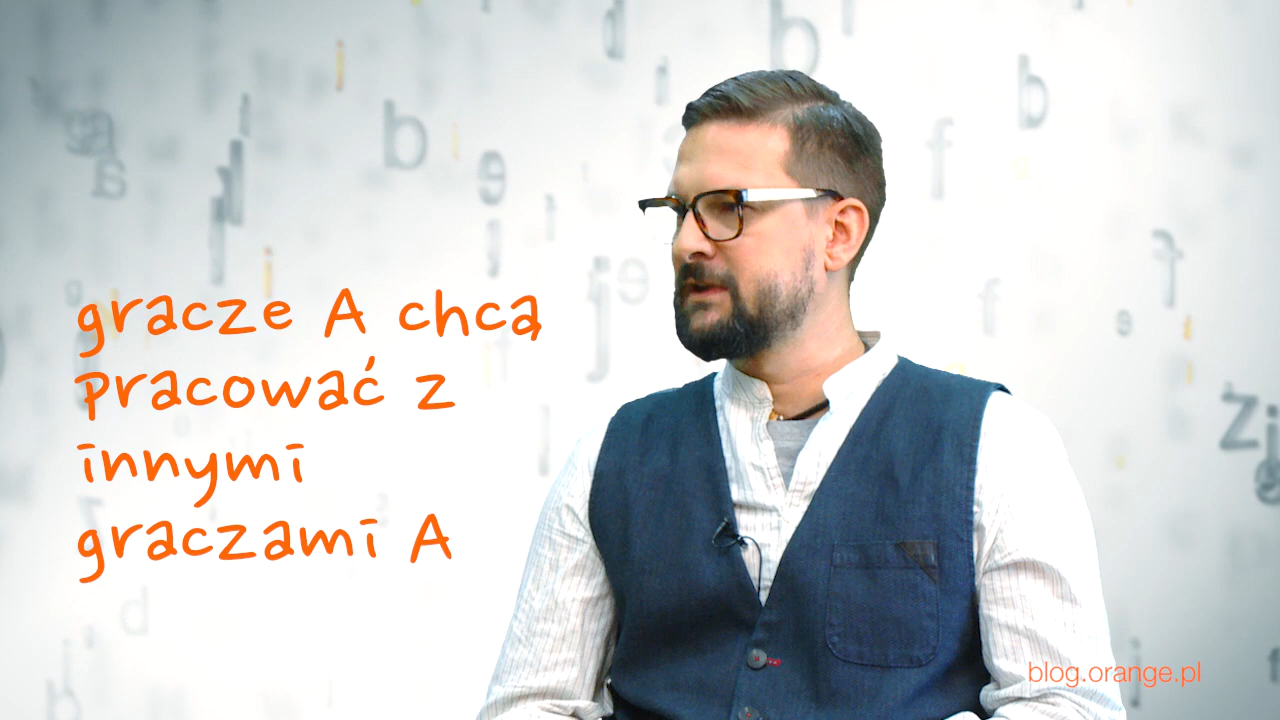 gracze A chcą
pracować z
innymi
graczami A
blog.orange.pl